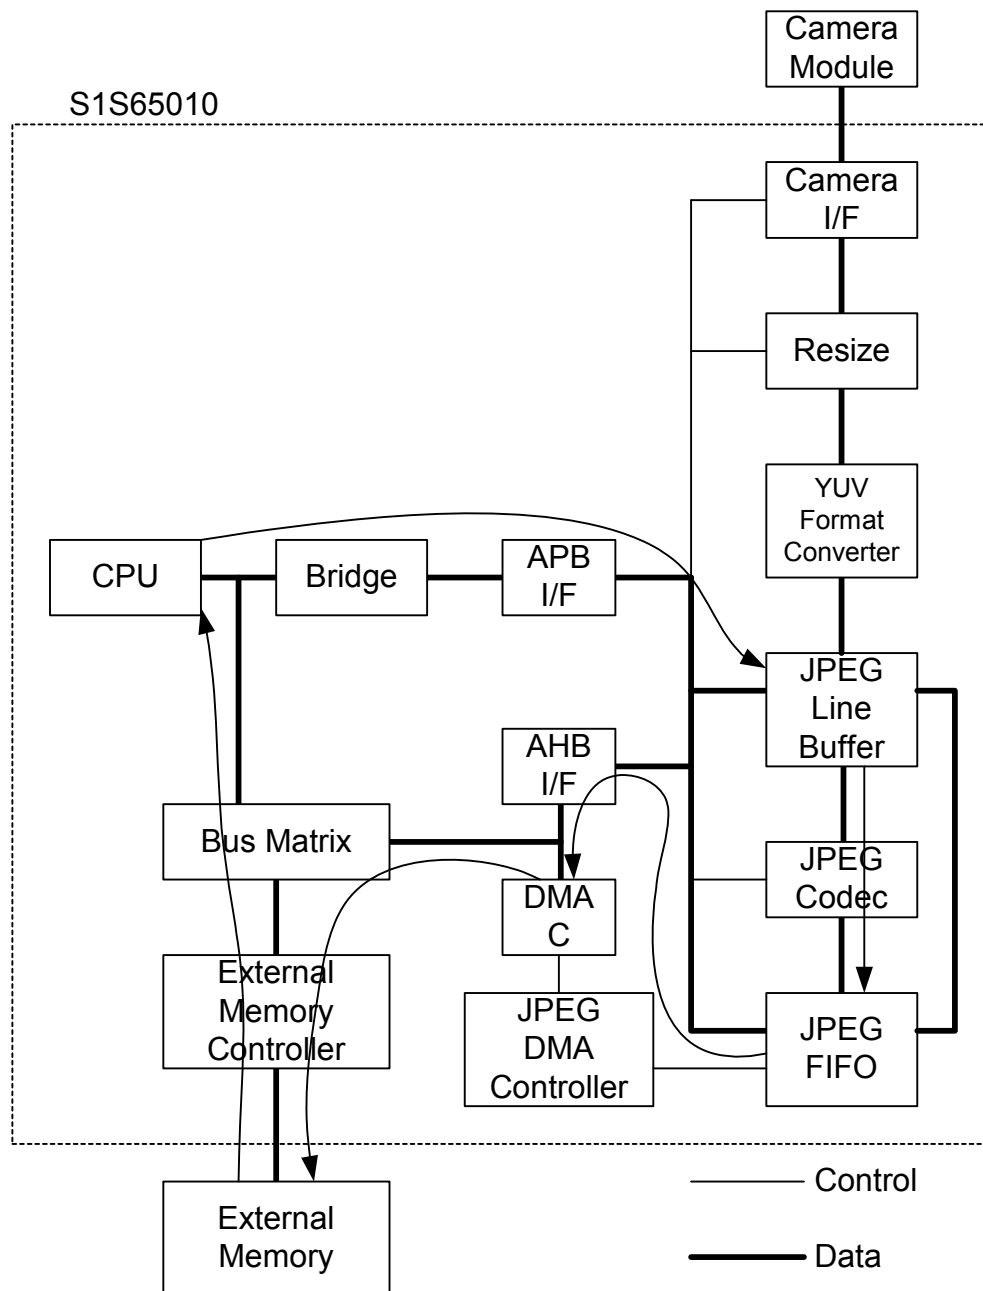 Camera
Module
S1S65010
Camera
I/F
Resize
YUV
Format
Converter
CPU
Bridge
APB
I/F
JPEG
Line
Buffer
AHB
I/F
Bus Matrix
JPEG
Codec
DMA
C
External
Memory
Controller
JPEG
DMA
Controller
JPEG
FIFO
External
Memory
Control
Data